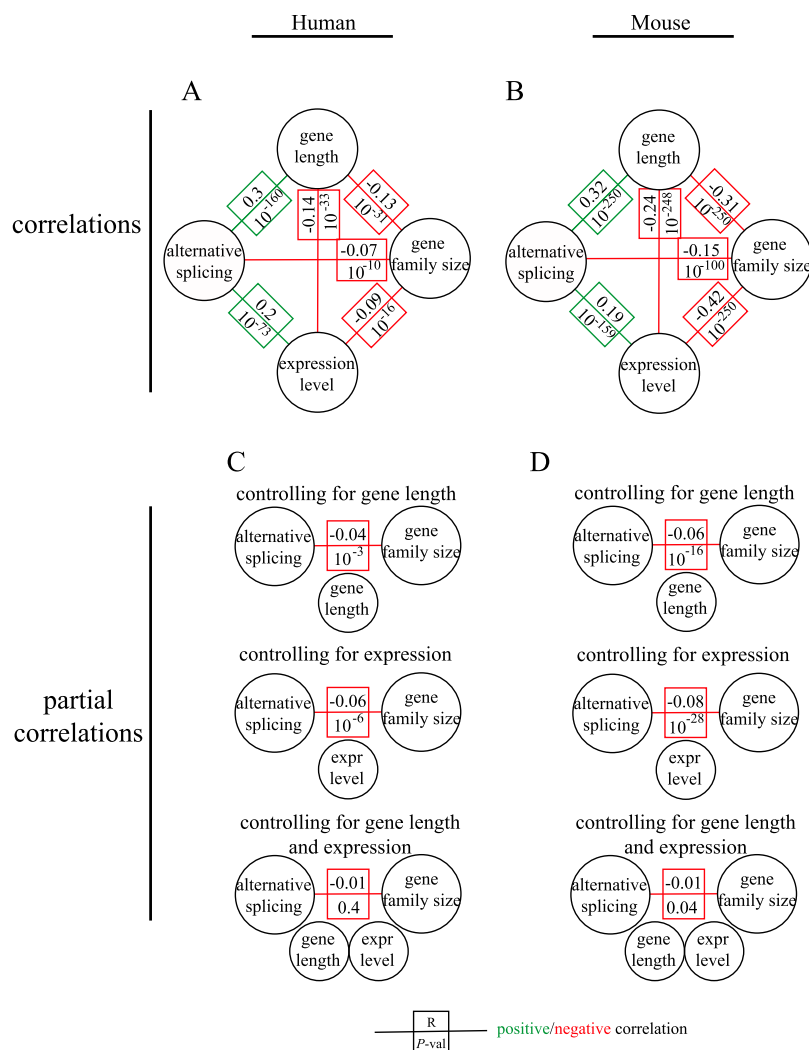 Human
Mouse
A
B
correlations
gene
length
0.3
10^-160
-0.14
10^-33
-0.13
10^-31
alternative
splicing
-0.07
10^-10
gene
family size
0.2
10^-73
-0.09
10^-16
expression
level
gene
length
0.32
10^-250
-0.24
10^-248
-0.31
10^-250
alternative
splicing
-0.15
10^-100
gene
family size
0.19
10^-159
-0.42
10^-250
expression
level
partial
correlations
C
controlling for gene length
alternative
splicing
-0.04
10^-3
gene
family size
gene
length
controlling for expression
alternative
splicing
-0.06
10^-6
gene
family size
expr
level
controlling for gene length
and expression
alternative
splicing
-0.01
0.4
gene
family size
gene
length
expr
level
D
controlling for gene length
alternative
splicing
-0.06
10^-16
gene
family size
gene
length
controlling for expression
alternative
splicing
-0.08
10^-28
gene
family size
expr
level
controlling for gene length
and expression
alternative
splicing
-0.01
0.04
gene
family size
gene
length
expr
level
R
P-val
positive/negative correlation